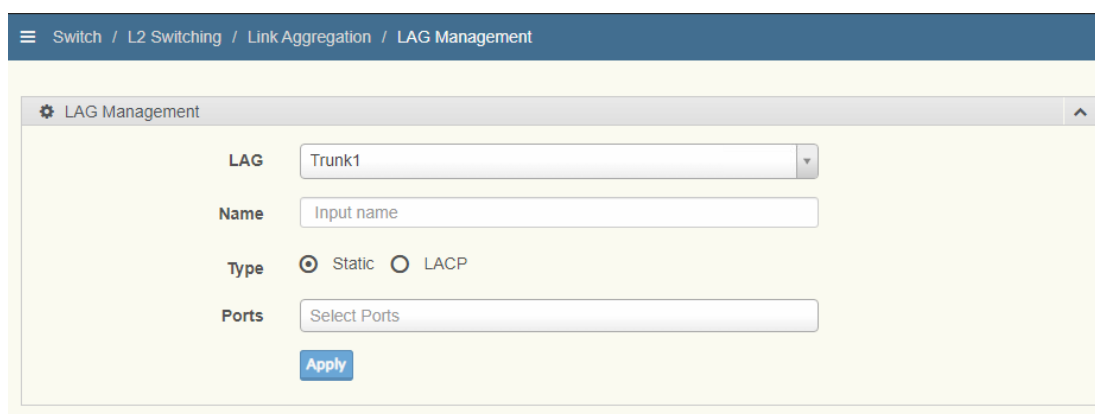 Switch / L2 Switching / Link Aggregation / LAG Management
LAG Management
LAG Trunk1
Name Input name
Type Static LACP
Ports Select Ports
Apply